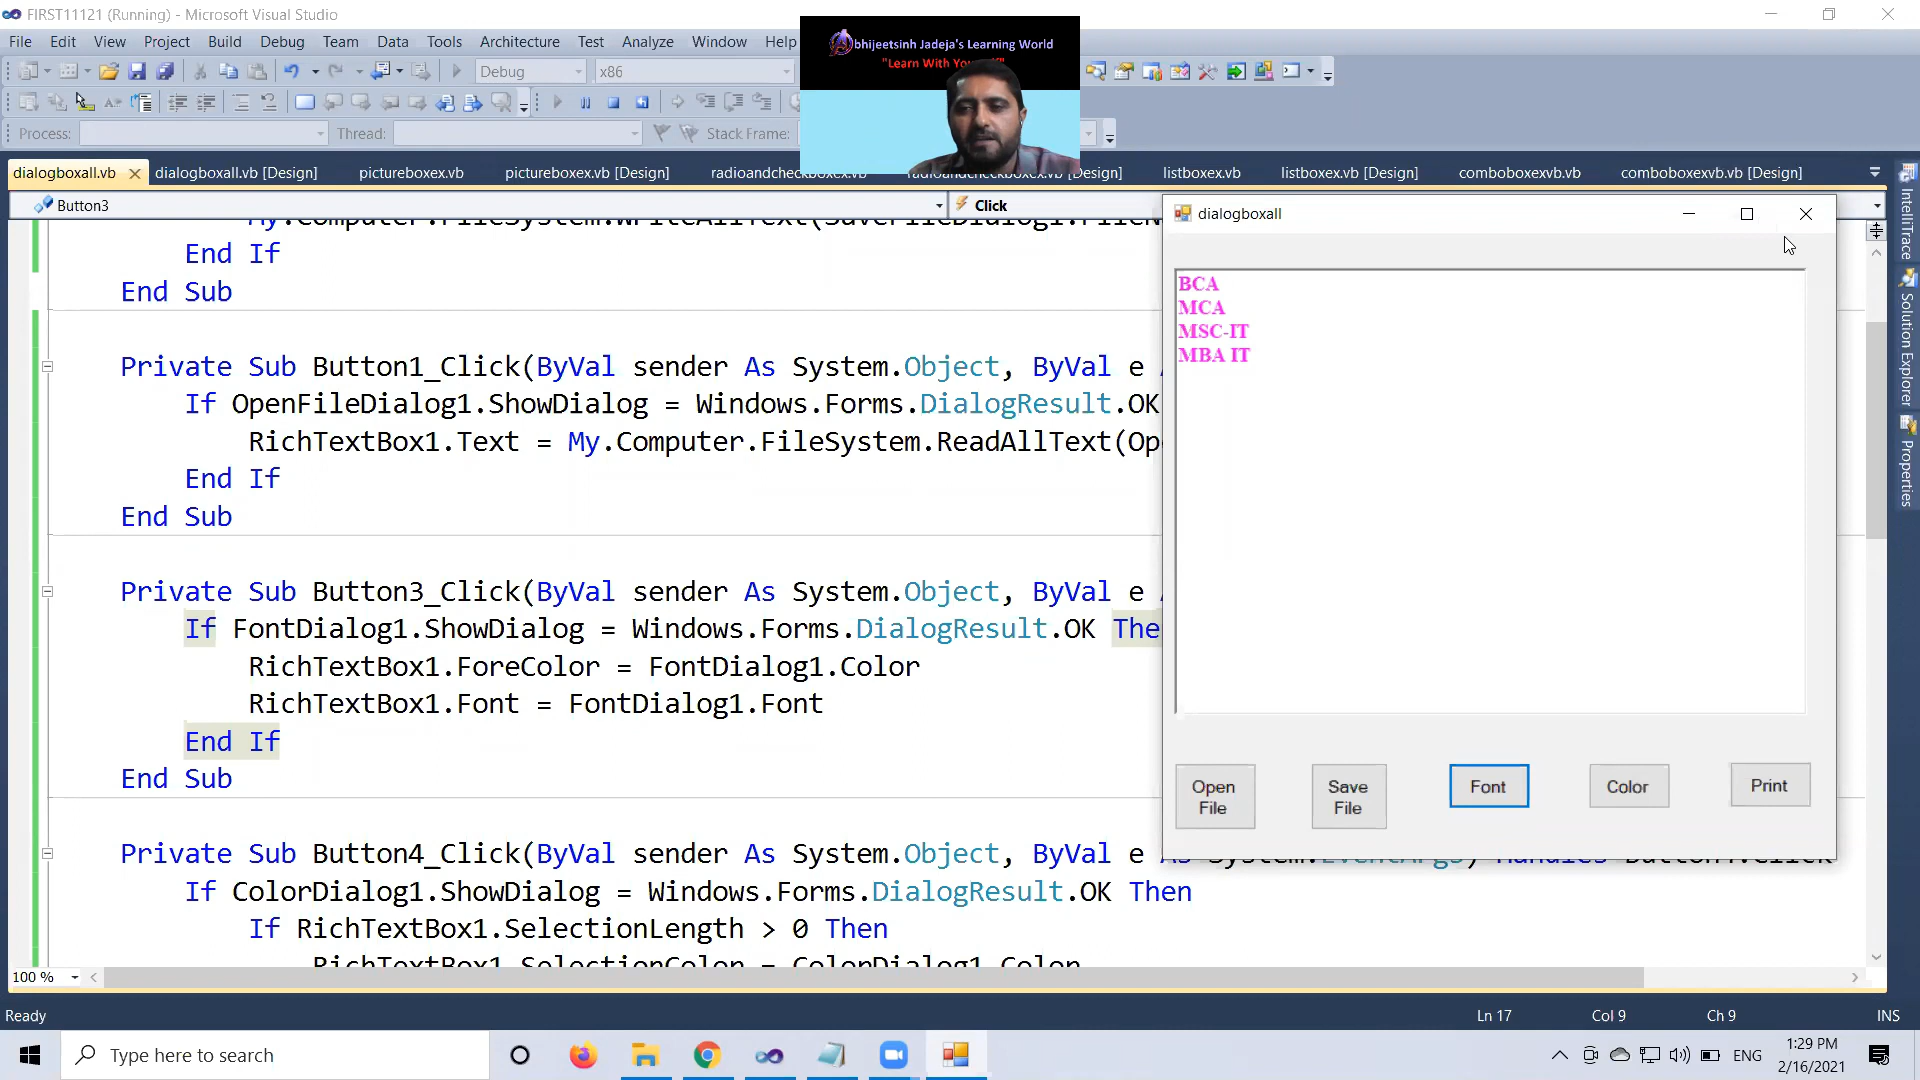 FIRST11121 (Running) - Microsoft Visual Studio
File Edit View Project Build Debug Team Data Tools Architecture Test Analyze Window Help
Debug x86
Process: Thread: Stack Frame:
bhijeetsinh Jadeja's Learning World
dialogboxall.vb dialogboxall.vb [Design] pictureboxex.vb pictureboxex.vb [Design] listboxex.vb listboxex.vb [Design] comboboxexvb.vb comboboxexvb.vb [Design]
Button3 Click
End If
End Sub
Private Sub Button1_Click(ByVal sender As System.Object, ByVal e
If OpenFileDialog1.ShowDialog = Windows.Forms.DialogResult.OK
RichTextBox1.Text = My.Computer.FileSystem.ReadAllText(Op
End If
End Sub
Private Sub Button3_Click(ByVal sender As System.Object, ByVal e
If FontDialog1.ShowDialog = Windows.Forms.DialogResult.OK The
RichTextBox1.ForeColor = FontDialog1.Color
RichTextBox1.Font = FontDialog1.Font
End If
End Sub
Private Sub Button4_Click(ByVal sender As System.Object, ByVal e
If ColorDialog1.ShowDialog = Windows.Forms.DialogResult.OK Then
If RichTextBox1.SelectionLength > 0 Then
RichTextBox1.SelectionColor = ColorDialog1.Color
dialogboxall
BCA
MCA
MSC-IT
MBA IT
Open File
Save File
Font
Color
Print
IntelliTrace
Solution Explorer
Properties
100 %
Ready Ln 17 Col 9 Ch 9 INS
Type here to search
ENG
1:29 PM
2/16/2021